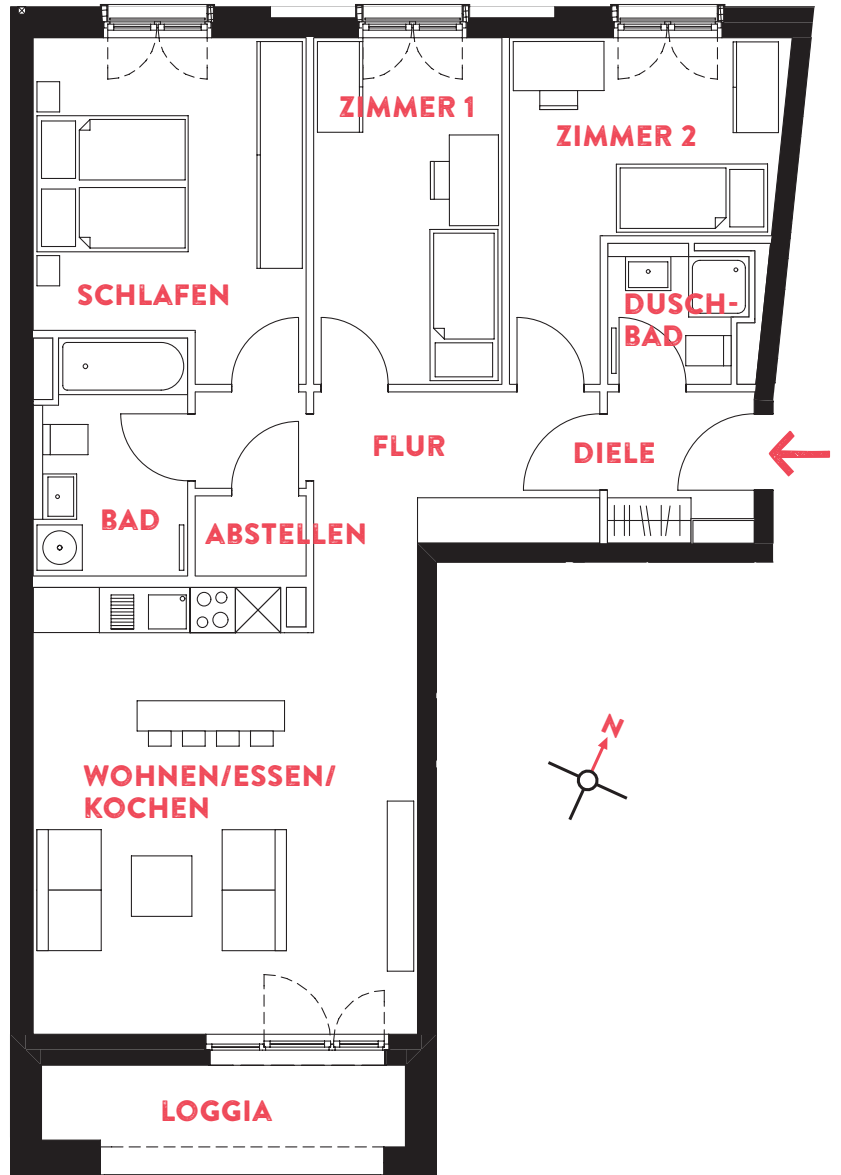 ZIMMER 1
ZIMMER 2
SCHLAFEN
DUSCH-
BAD
FLUR
DIELE
BAD
ABSTELLEN
N
WOHNEN/ESSEN/
KOCHEN
LOGGIA